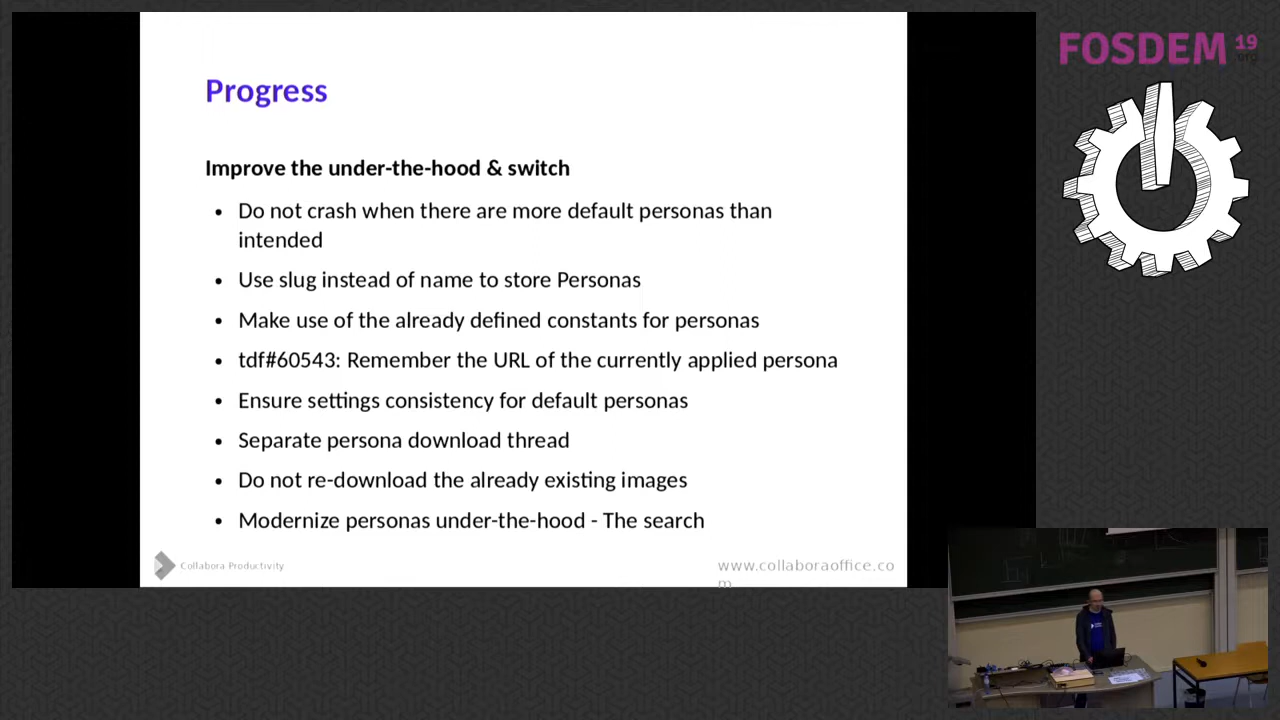 Progress
Improve the under-the-hood & switch
• Do not crash when there are more default personas than
intended
• Use slug instead of name to store Personas
• Make use of the already defined constants for personas
• tdf#60543: Remember the URL of the currently applied persona
• Ensure settings consistency for default personas
• Separate persona download thread
• Do not re-download the already existing images
• Modernize personas under-the-hood - The search
Collabora Productivity
www.collaboraoffice.co
m
FOSDEM 19
.org